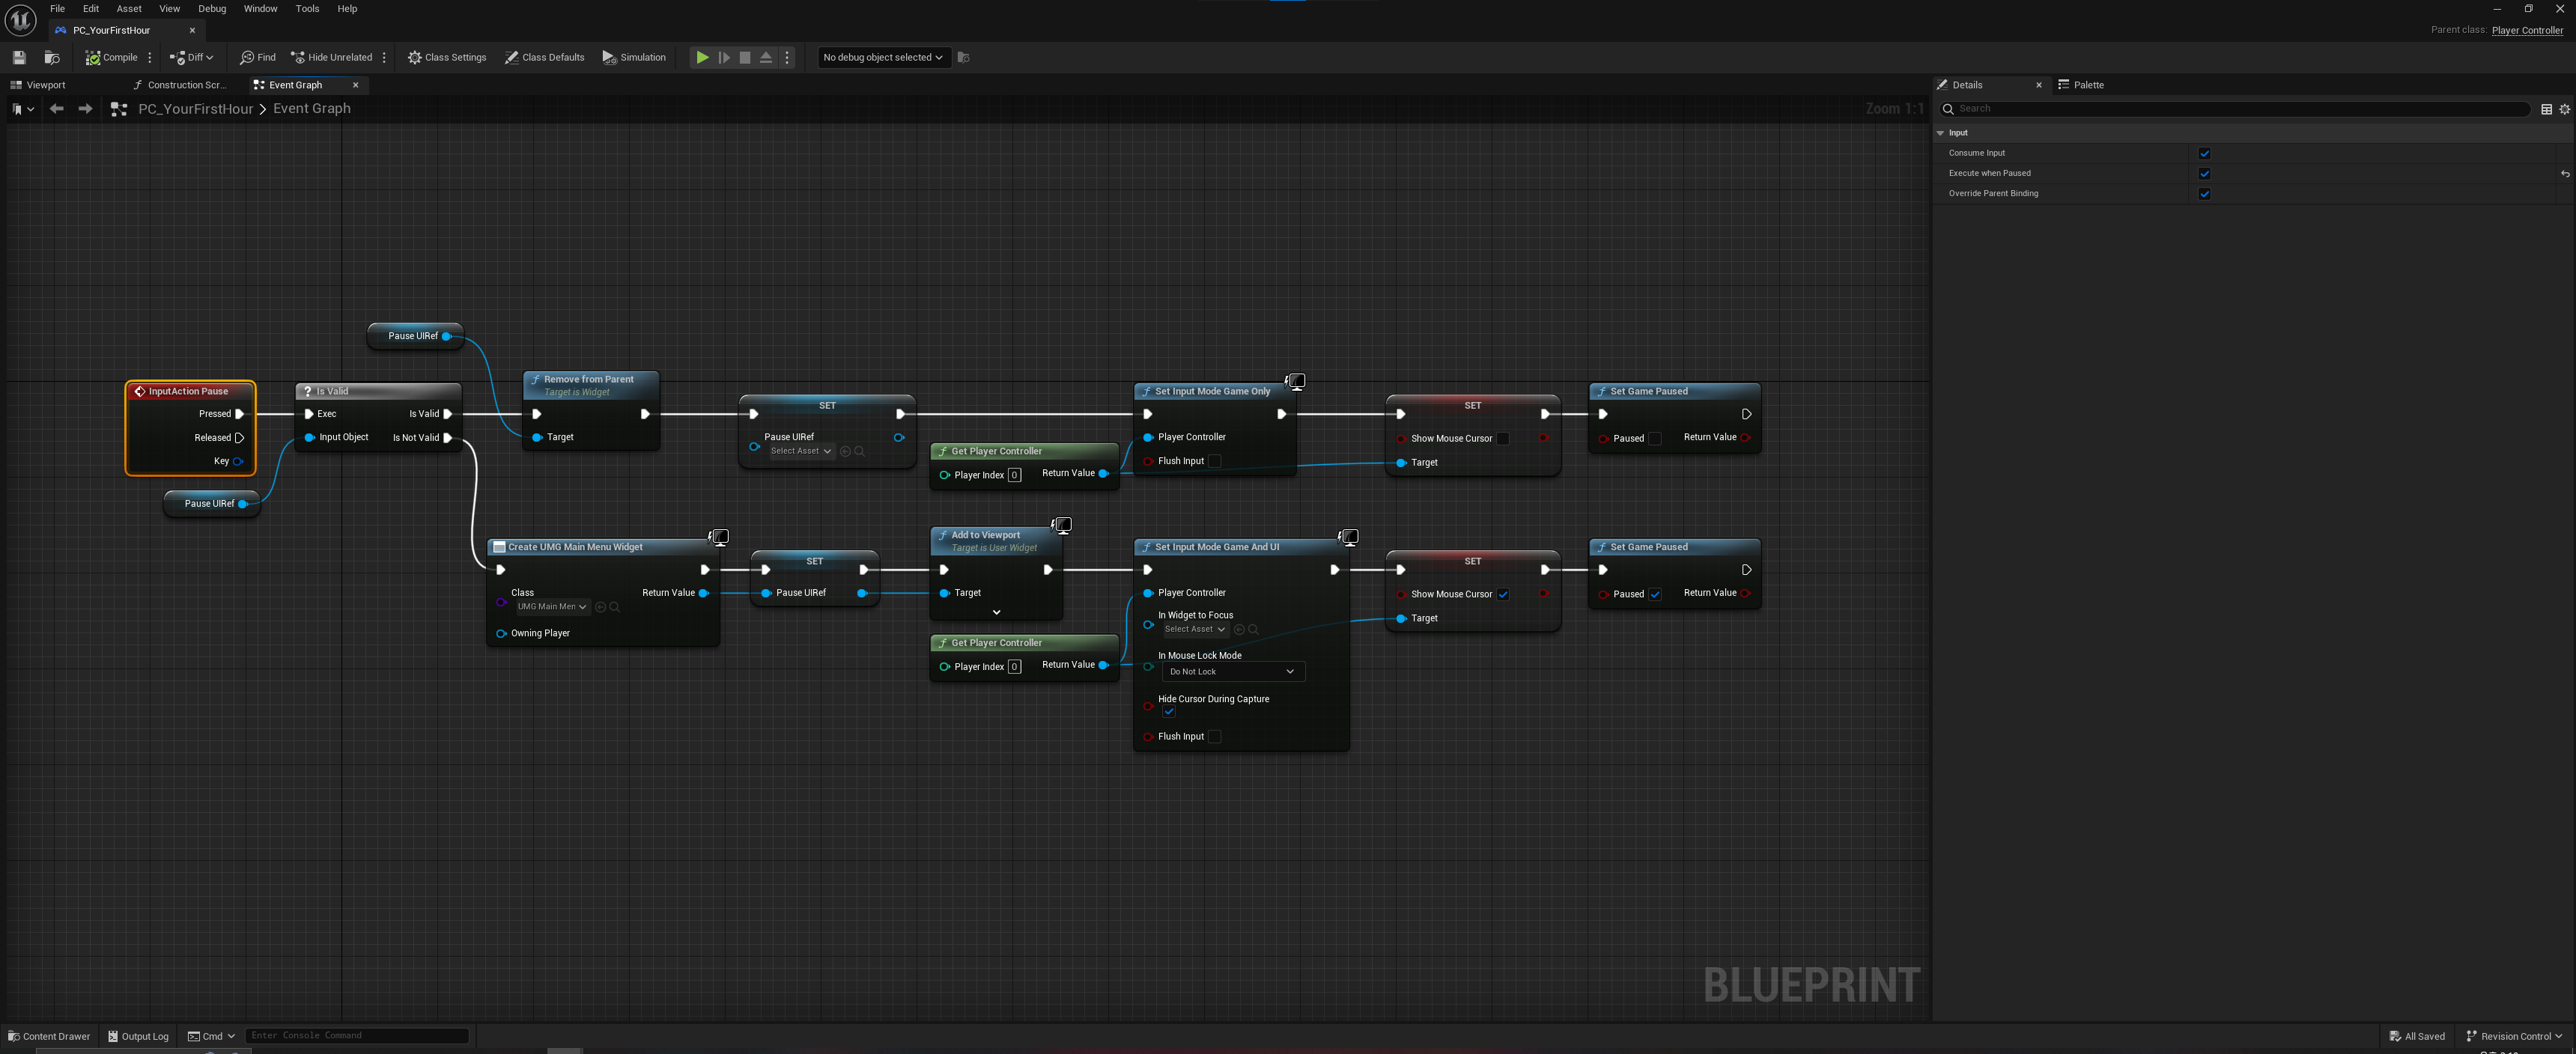 File Edit Asset View Debug Window Tools Help
PC_YourFirstHour
Parent class: Player Controller
Compile Diff Find Hide Unrelated Class Settings Class Defaults Simulation No debug object selected
Viewport Construction Scr... Event Graph Details Palette
PC_YourFirstHour > Event Graph Zoom 1:1
Search
Input
Consume Input
Execute when Paused
Override Parent Binding
Pause UIRef
InputAction Pause
Pressed
Released
Key
Pause UIRef
? Is Valid
Exec Is Valid
Input Object Is Not Valid
f Remove from Parent
Target is Widget
Target
SET
Pause UIRef
Select Asset
f Get Player Controller
Player Index 0 Return Value
f Set Input Mode Game Only
Player Controller
Flush Input
SET
Show Mouse Cursor
Target
f Set Game Paused
Paused Return Value
Create UMG Main Menu Widget
Class Return Value
UMG Main Men
Owning Player
SET
Pause UIRef
f Add to Viewport
Target is User Widget
Target
f Get Player Controller
Player Index 0 Return Value
f Set Input Mode Game And UI
Player Controller
In Widget to Focus
Select Asset
In Mouse Lock Mode
Do Not Lock
Hide Cursor During Capture
Flush Input
SET
Show Mouse Cursor
Target
f Set Game Paused
Paused Return Value
BLUEPRINT
Content Drawer Output Log Cmd Enter Console Command All Saved Revision Control